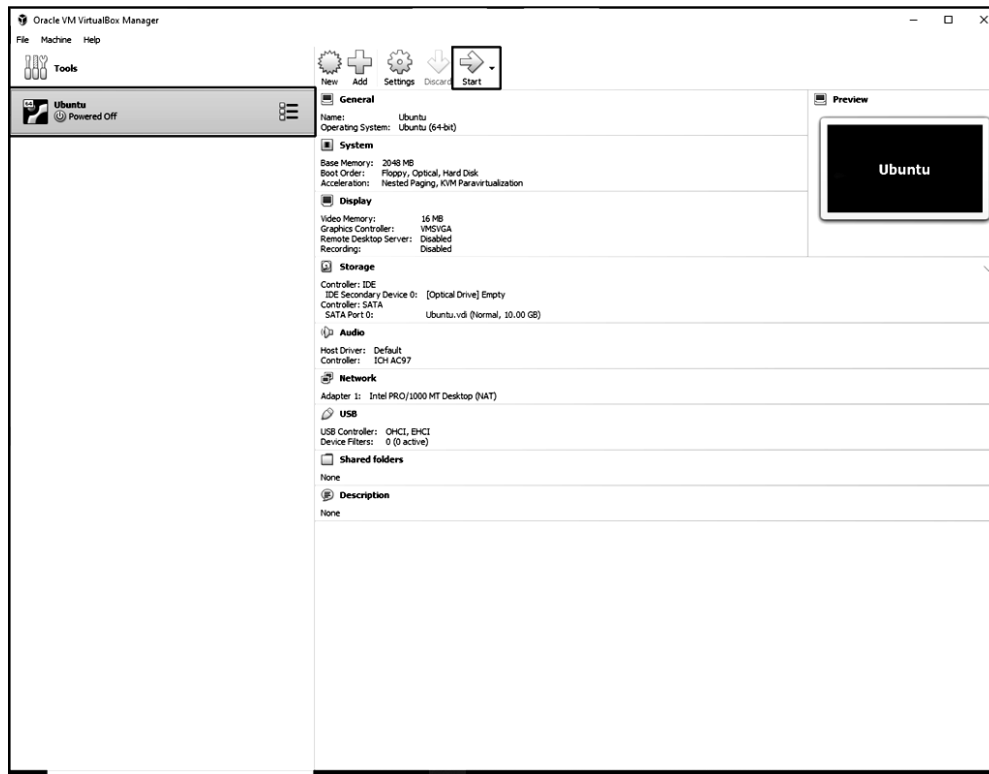 Oracle VM VirtualBox Manager
File Machine Help
Tools
New Add Settings Discard Start
64
Ubuntu
Powered Off
General
Name: Ubuntu
Operating System: Ubuntu (64-bit)
System
Base Memory: 2048 MB
Boot Order: Floppy, Optical, Hard Disk
Acceleration: Nested Paging, KVM Paravirtualization
Display
Video Memory: 16 MB
Graphics Controller: VMSVGA
Remote Desktop Server: Disabled
Recording: Disabled
Storage
Controller: IDE
IDE Secondary Device 0: [Optical Drive] Empty
Controller: SATA
SATA Port 0: Ubuntu.vdi (Normal, 10.00 GB)
Audio
Host Driver: Default
Controller: ICH AC97
Network
Adapter 1: Intel PRO/1000 MT Desktop (NAT)
USB
USB Controller: OHCI, EHCI
Device Filters: 0 (0 active)
Shared folders
None
Description
None
Preview
Ubuntu